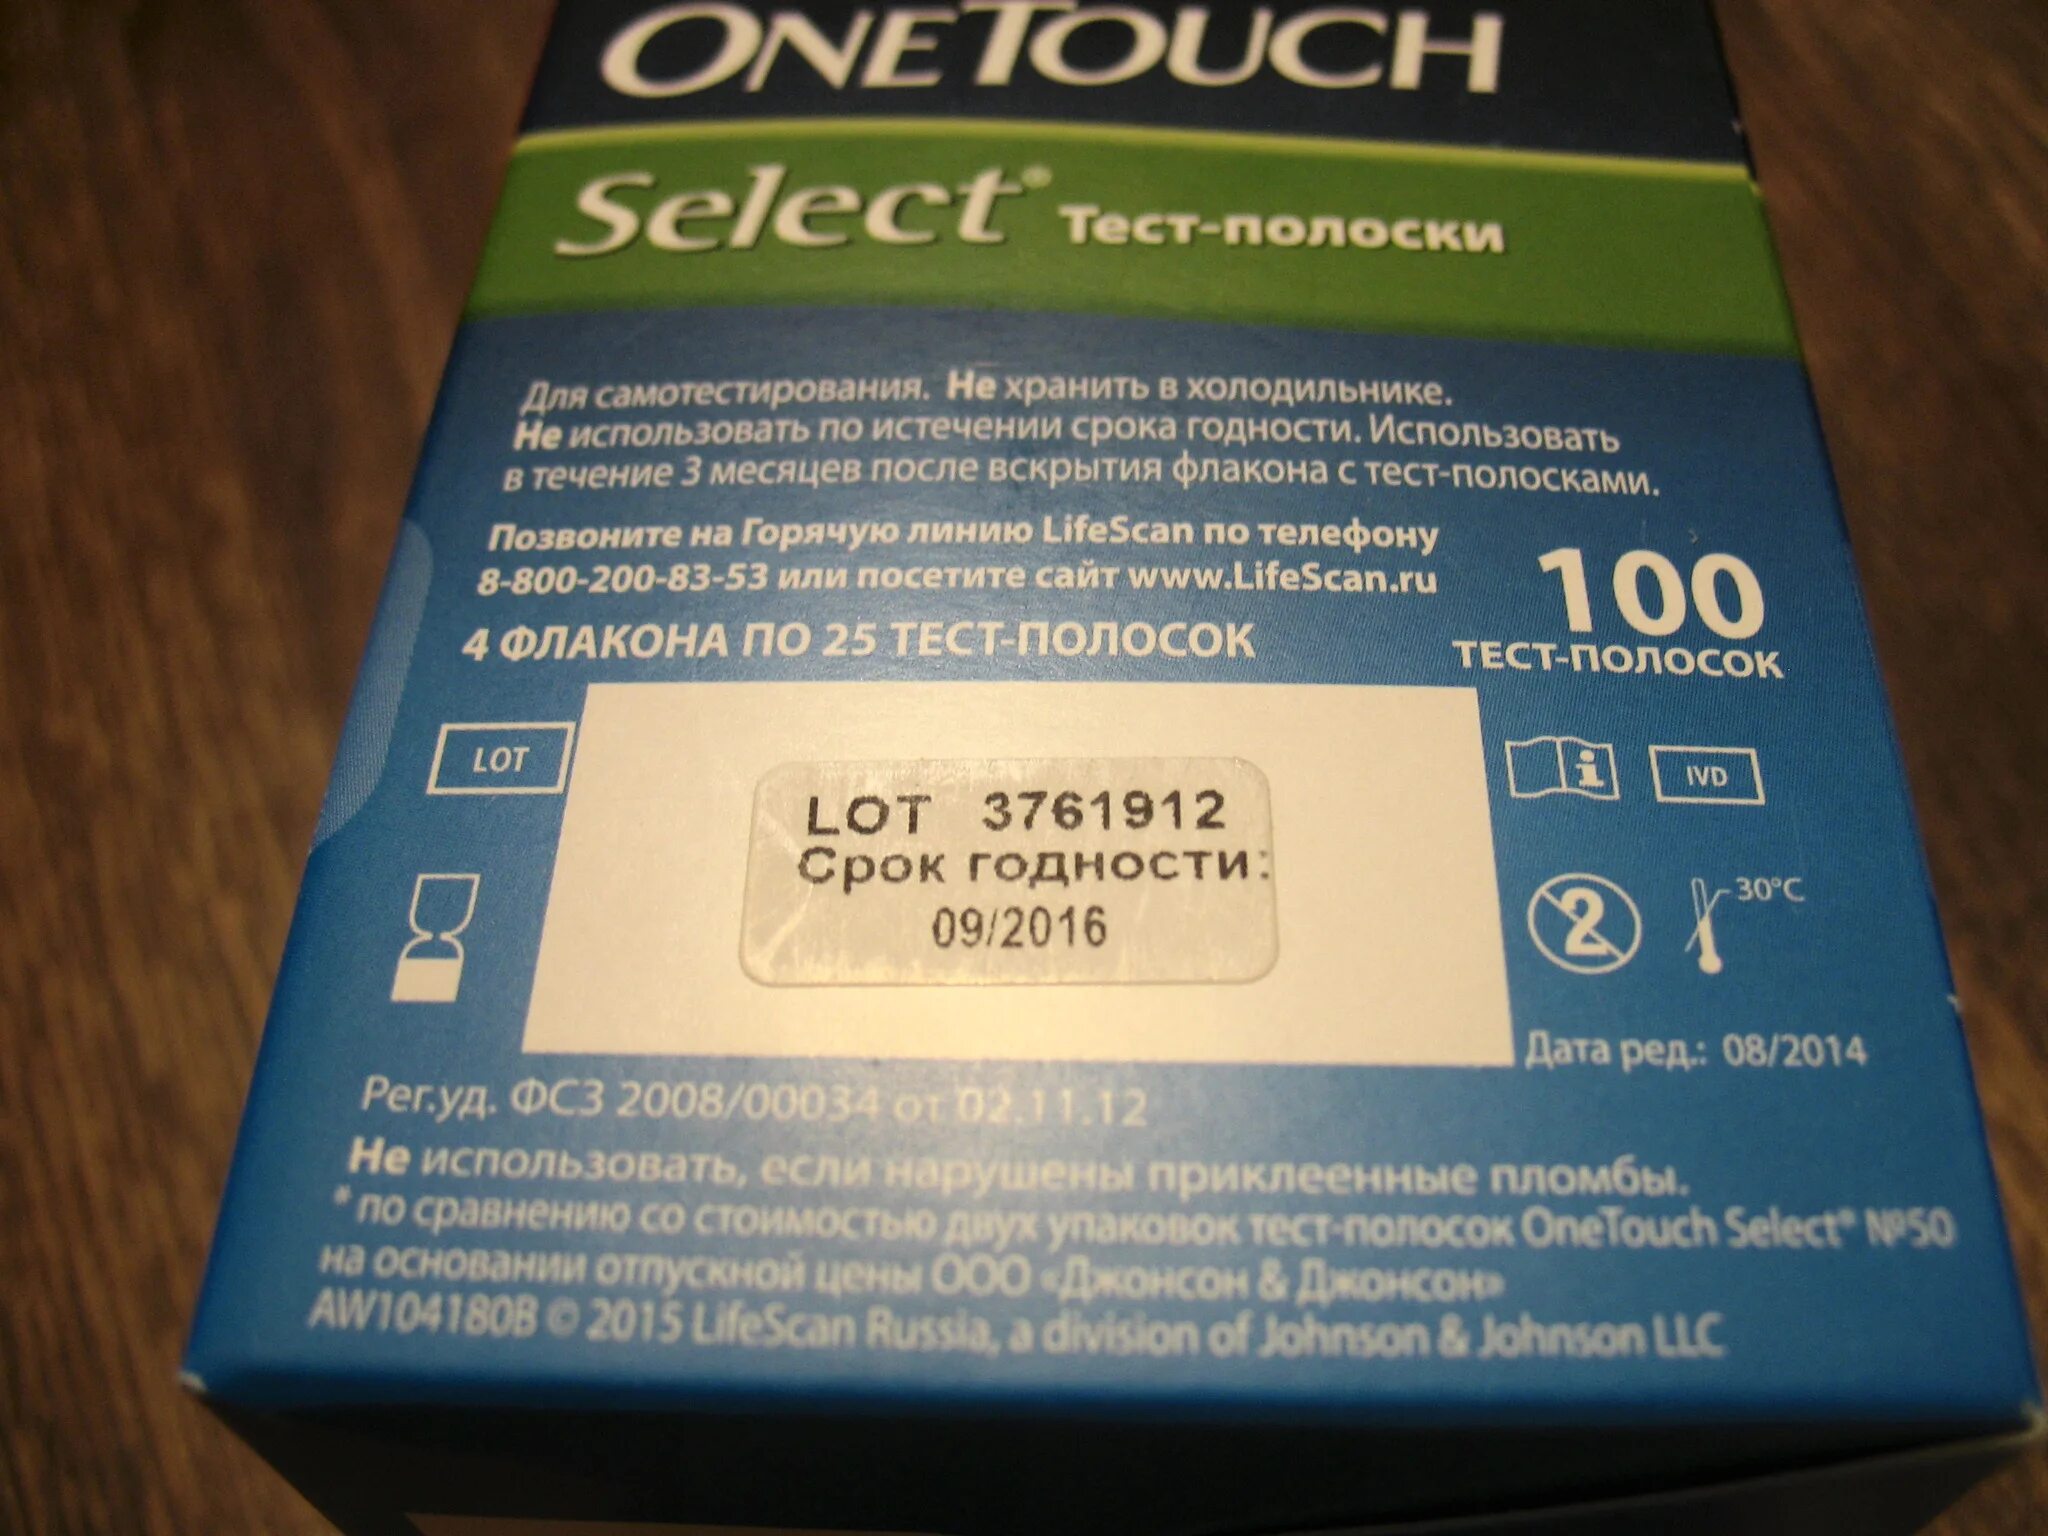 ONETOUCH
Select® Тест-полоски
Для самотестирования. Не хранить в холодильнике.
Не использовать по истечении срока годности. Использовать
в течение 3 месяцев после вскрытия флакона с тест-полосками.
Позвоните на Горячую линию LifeScan по телефону
8-800-200-83-53 или посетите сайт www.LifeScan.ru
4 ФЛАКОНА ПО 25 ТЕСТ-ПОЛОСОК
100
ТЕСТ-ПОЛОСОК
LOT
LOT 3761912
Срок годности:
09/2016
i
IVD
2
30°C
Дата ред.: 08/2014
Рег.уд. ФСЗ 2008/00034 от 02.11.12
Не использовать, если нарушены приклеенные пломбы.
* по сравнению со стоимостью двух упаковок тест-полосок OneTouch Select® №50
на основании отпускной цены ООО «Джонсон & Джонсон»
AW104180B © 2015 LifeScan Russia, a division of Johnson & Johnson LLC